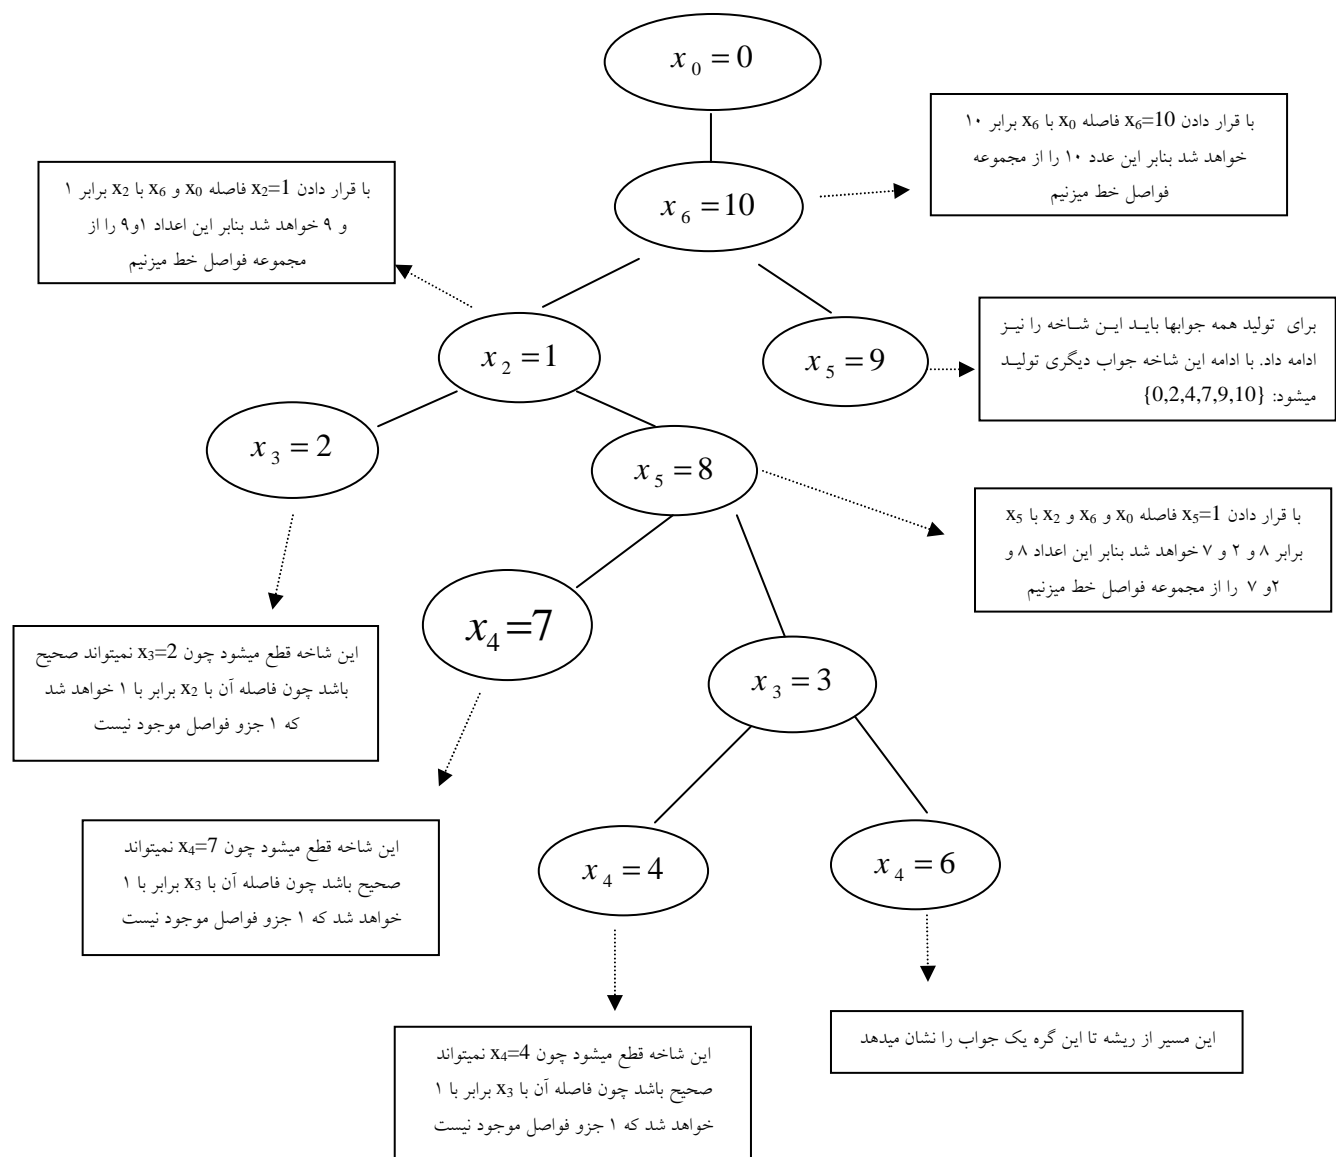 x0 = 0
با قرار دادن x6=10 فاصله x0 با x6 برابر ۱۰
خواهد شد بنابر این عدد ۱۰ را از مجموعه
فواصل خط میزنیم
x6 = 10
با قرار دادن x2=1 فاصله x0 و x6 با x2 برابر ۱
و ۹ خواهد شد بنابر این اعداد ۱و۹ را از
مجموعه فواصل خط میزنیم
x2 = 1
x5 = 9
برای تولید همه جوابها باید این شاخه را نیز
ادامه داد. با ادامه این شاخه جواب دیگری تولید
میشود: {0,2,4,7,9,10}
x3 = 2
x5 = 8
با قرار دادن x5=1 فاصله x0 و x6 و x2 با x5
برابر ۸ و ۲ و ۷ خواهد شد بنابر این اعداد ۸ و
۲و ۷ را از مجموعه فواصل خط میزنیم
x4 =7
x3 = 3
این شاخه قطع میشود چون x3=2 نمیتواند صحیح
باشد چون فاصله آن با x2 برابر با ۱ خواهد شد
که ۱ جزو فواصل موجود نیست
این شاخه قطع میشود چون x4=7 نمیتواند
صحیح باشد چون فاصله آن با x3 برابر با ۱
خواهد شد که ۱ جزو فواصل موجود نیست
x4 = 4
x4 = 6
این شاخه قطع میشود چون x4=4 نمیتواند
صحیح باشد چون فاصله آن با x3 برابر با ۱
خواهد شد که ۱ جزو فواصل موجود نیست
این مسیر از ریشه تا این گره یک جواب را نشان میدهد